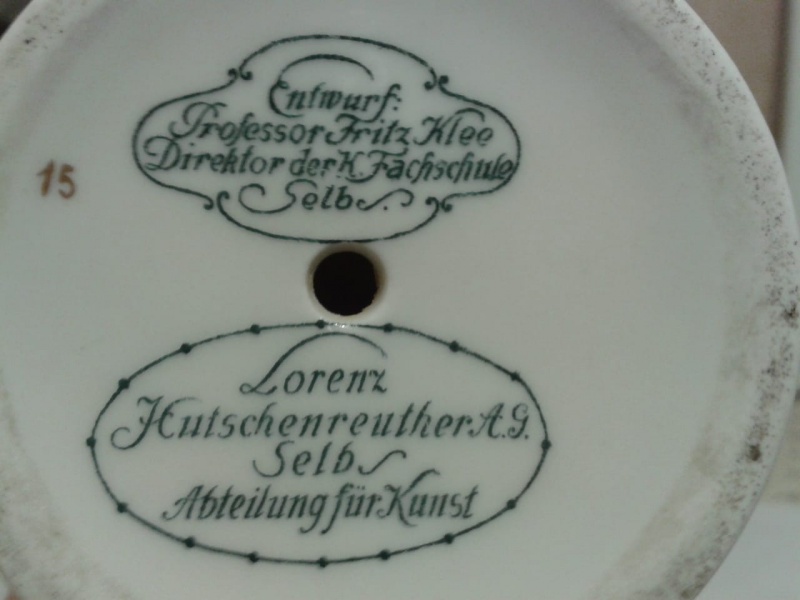 Entwurf:
Professor Fritz Klee
Direktor der K. Fachschule
Selb.
15
Lorenz
Hutschenreuther A.G.
Selb
Abteilung für Kunst